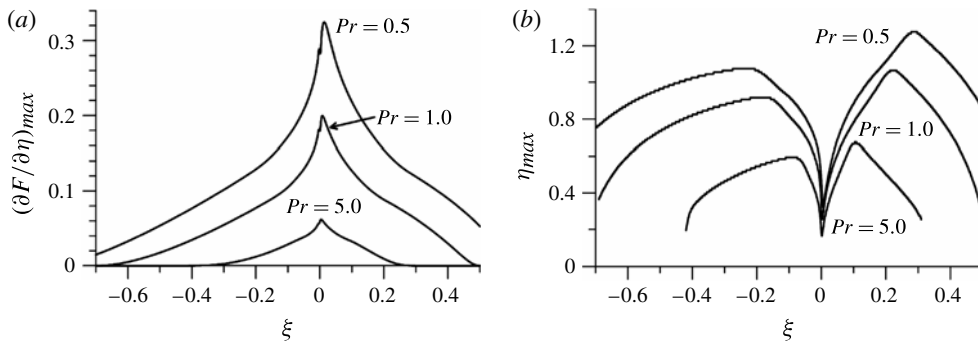 (a)
(∂F/∂η)max
0.3
0.2
0.1
0
Pr = 0.5
Pr = 1.0
Pr = 5.0
−0.6 −0.4 −0.2 0 0.2 0.4
ξ
(b)
ηmax
1.2
0.8
0.4
0
Pr = 0.5
Pr = 1.0
Pr = 5.0
−0.6 −0.4 −0.2 0 0.2 0.4
ξ